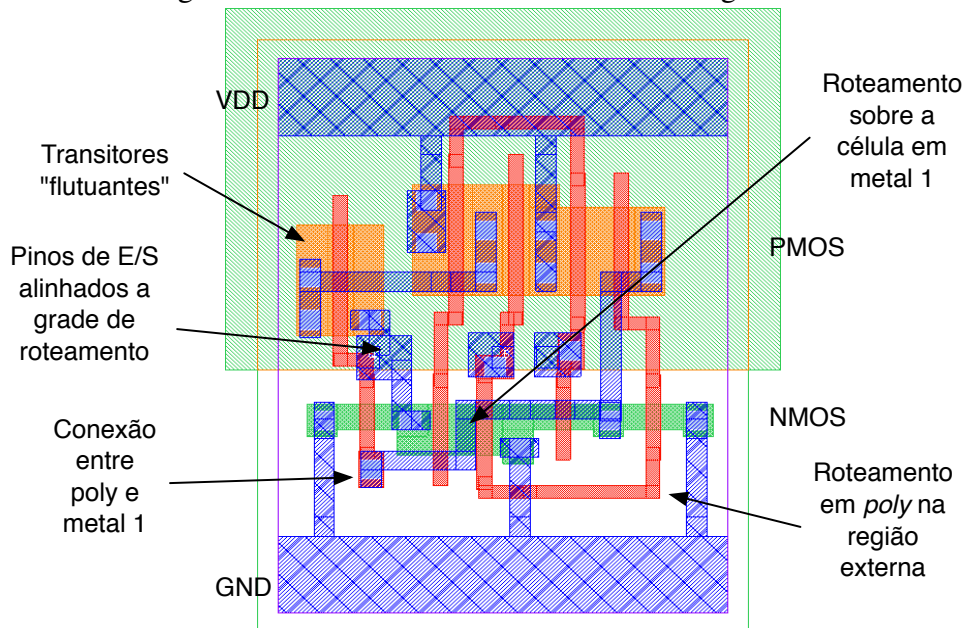 VDD
Transitores
"flutuantes"
Pinos de E/S
alinhados a
grade de
roteamento
Conexão
entre
poly e
metal 1
GND
Roteamento
sobre a
célula em
metal 1
PMOS
NMOS
Roteamento
em poly na
região
externa